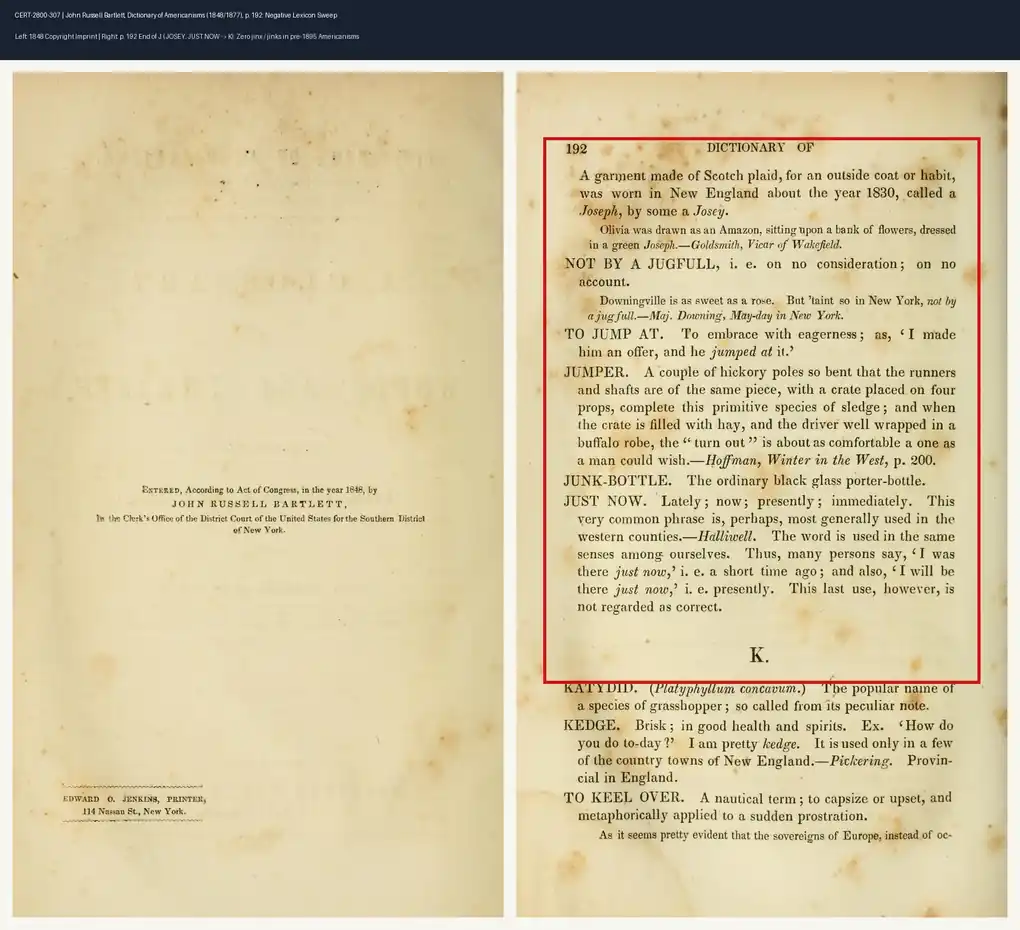 CERT-2800-307 | John Russell Bartlett, Dictionary of Americanisms (1848/1877), p. 192: Negative Lexicon Sweep
Left: 1848 Copyright Imprint | Right: p. 192 End of J (JOSEY, JUST NOW -> K): Zero jinx / jinks in pre-1895 Americanisms
Entered, According to Act of Congress, in the year 1848, by
JOHN RUSSELL BARTLETT,
In the Clerk's Office of the District Court of the United States for the Southern District
of New York.
EDWARD O. JENKINS, PRINTER,
114 Nassau St., New York.
192 DICTIONARY OF
A garment made of Scotch plaid, for an outside coat or habit,
was worn in New England about the year 1830, called a
Joseph, by some a Josey.
Olivia was drawn as an Amazon, sitting upon a bank of flowers, dressed
in a green Joseph.—Goldsmith, Vicar of Wakefield.
NOT BY A JUGFULL, i. e. on no consideration; on no
account.
Downingville is as sweet as a rose. But 'taint so in New York, not by
a jugfull.—Maj. Downing, May-day in New York.
TO JUMP AT. To embrace with eagerness; as, 'I made
him an offer, and he jumped at it.'
JUMPER. A couple of hickory poles so bent that the runners
and shafts are of the same piece, with a crate placed on four
props, complete this primitive species of sledge; and when
the crate is filled with hay, and the driver well wrapped in a
buffalo robe, the "turn out" is about as comfortable a one as
a man could wish.—Hoffman, Winter in the West, p. 200.
JUNK-BOTTLE. The ordinary black glass porter-bottle.
JUST NOW. Lately; now; presently; immediately. This
very common phrase is, perhaps, most generally used in the
western counties.—Halliwell. The word is used in the same
senses among ourselves. Thus, many persons say, 'I was
there just now,' i. e. a short time ago; and also, 'I will be
there just now,' i. e. presently. This last use, however, is
not regarded as correct.
K.
KATYDID. (Platyphyllum concavum.) The popular name of
a species of grasshopper; so called from its peculiar note.
KEDGE. Brisk; in good health and spirits. Ex. 'How do
you do to-day?' I am pretty kedge. It is used only in a few
of the country towns of New England.—Pickering. Provin-
cial in England.
TO KEEL OVER. A nautical term; to capsize or upset, and
metaphorically applied to a sudden prostration.
As it seems pretty evident that the sovereigns of Europe, instead of oc-